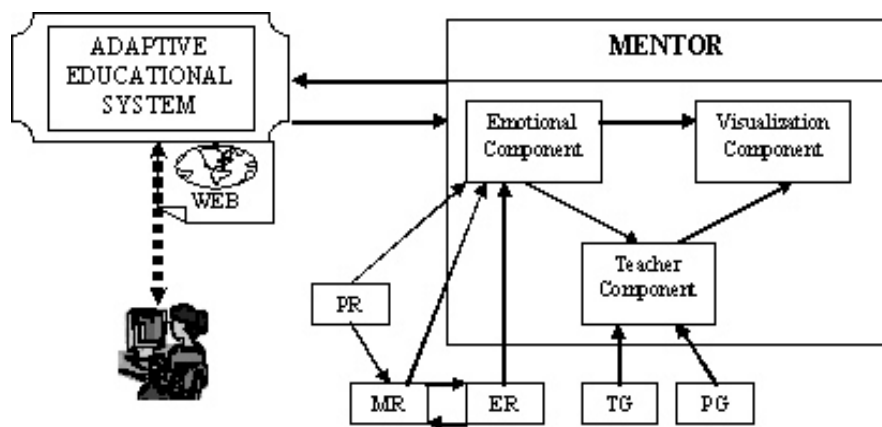 ADAPTIVE
EDUCATIONAL
SYSTEM
WEB
MENTOR
Emotional
Component
Visualization
Component
Teacher
Component
PR
MR
ER
TG
PG